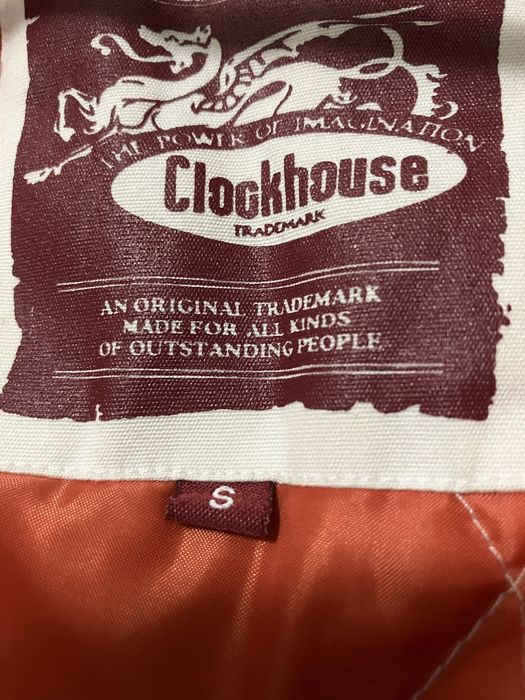 THE POWER OF IMAGINATION
Clockhouse
TRADEMARK
AN ORIGINAL TRADEMARK
MADE FOR ALL KINDS
OF OUTSTANDING PEOPLE
S